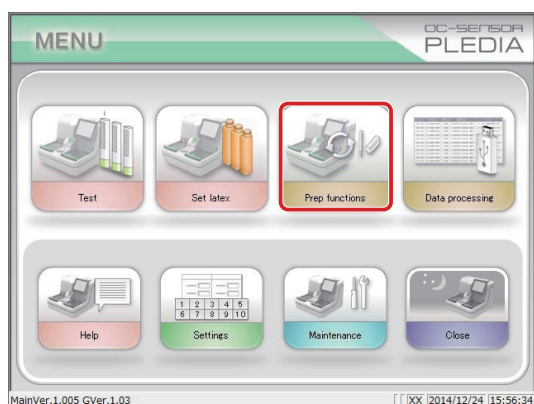 MENU
OC-SENSOR
PLEDIA
Test
Set latex
Prep functions
Data processing
1 2 3 4 5
6 7 8 9 10
Help
Settings
Maintenance
Close
MainVer.1.005 GVer.1.03
XX 2014/12/24 15:56:34